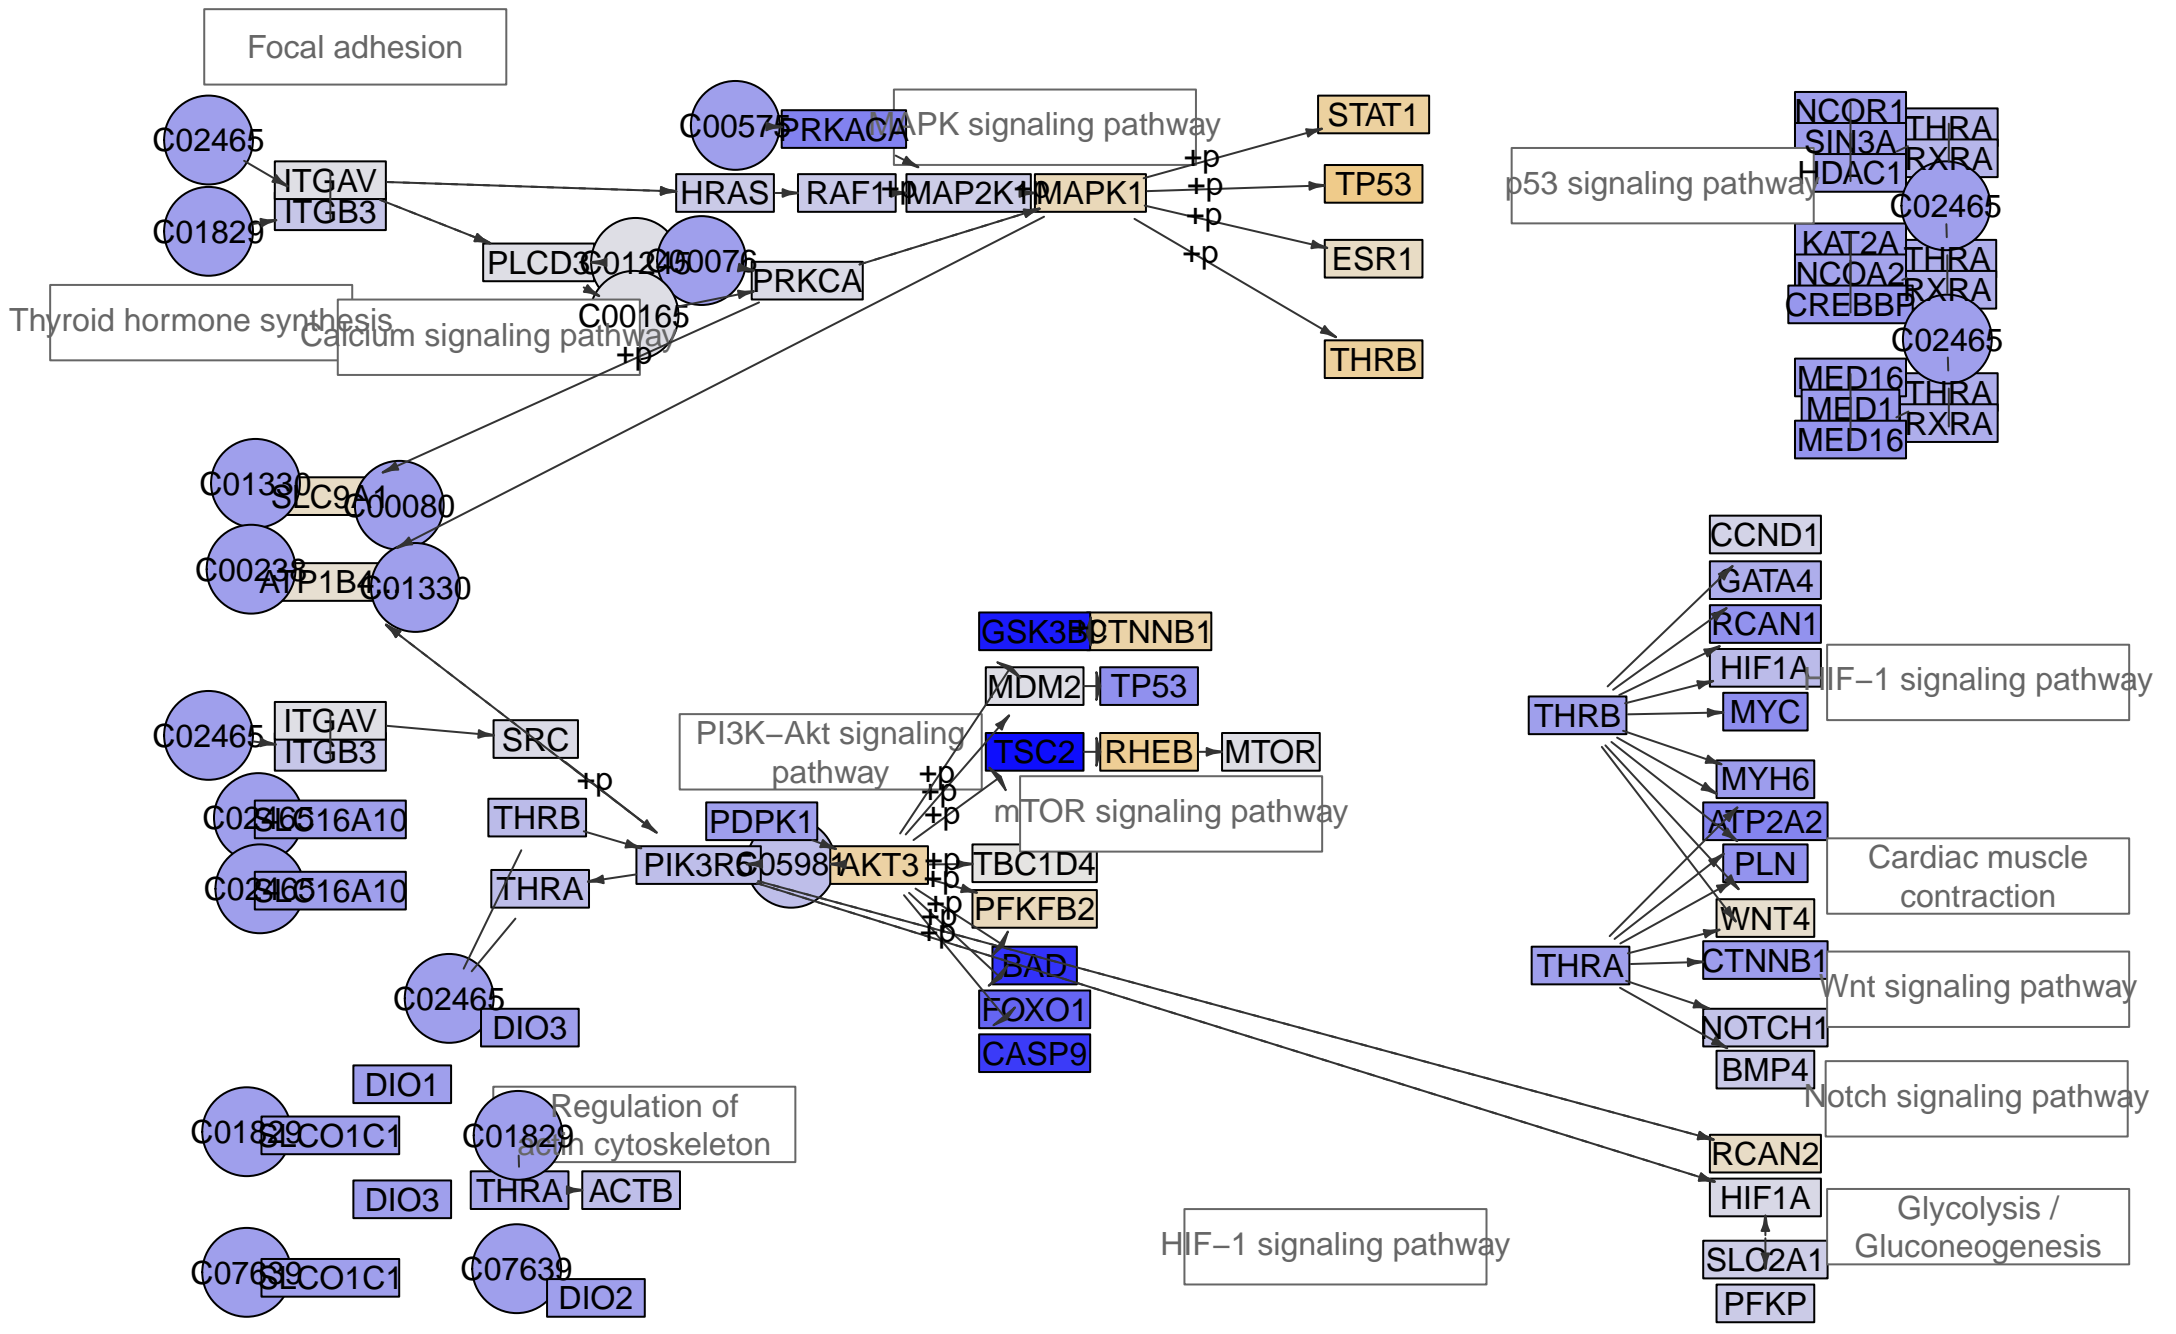 Focal adhesion
C02465
C01829
ITGAV
ITGB3
C00575
PRKACA
MAPK signaling pathway
HRAS
RAF1
+p
MAP2K1
+p
MAPK1
+p
+p
+p
+p
STAT1
TP53
ESR1
THRB
PLCD3
C01245
C00076
C00165
PRKCA
Thyroid hormone synthesis
Calcium signaling pathway
+p
p53 signaling pathway
NCOR1
SIN3A
HDAC1
THRA
RXRA
C02465
KAT2A
NCOA2
CREBBP
THRA
RXRA
C02465
MED16
MED1
MED16
THRA
RXRA
C01330
SLC9A1
C00080
C00238
ATP1B4...
C01330
C02465
ITGAV
ITGB3
SRC
+p
C02465
SLC16A10
C02465
SLC16A10
THRB
THRA
C02465
DIO3
PI3K−Akt signaling
pathway
PDPK1
PIK3R6
C05981
AKT3
GSK3B
CTNNB1
MDM2
TP53
TSC2
RHEB
MTOR
mTOR signaling pathway
+p
+p
+p
+p
+p
+p
+p
+p
TBC1D4
PFKFB2
BAD
FOXO1
CASP9
CCND1
GATA4
RCAN1
HIF1A
MYC
HIF−1 signaling pathway
THRB
MYH6
ATP2A2
PLN
Cardiac muscle
contraction
WNT4
THRA
CTNNB1
Wnt signaling pathway
NOTCH1
BMP4
Notch signaling pathway
DIO1
C01829
SLCO1C1
DIO3
C07639
SLCO1C1
Regulation of
actin cytoskeleton
C01829
THRA
ACTB
C07639
DIO2
HIF−1 signaling pathway
RCAN2
HIF1A
SLC2A1
PFKP
Glycolysis /
Gluconeogenesis